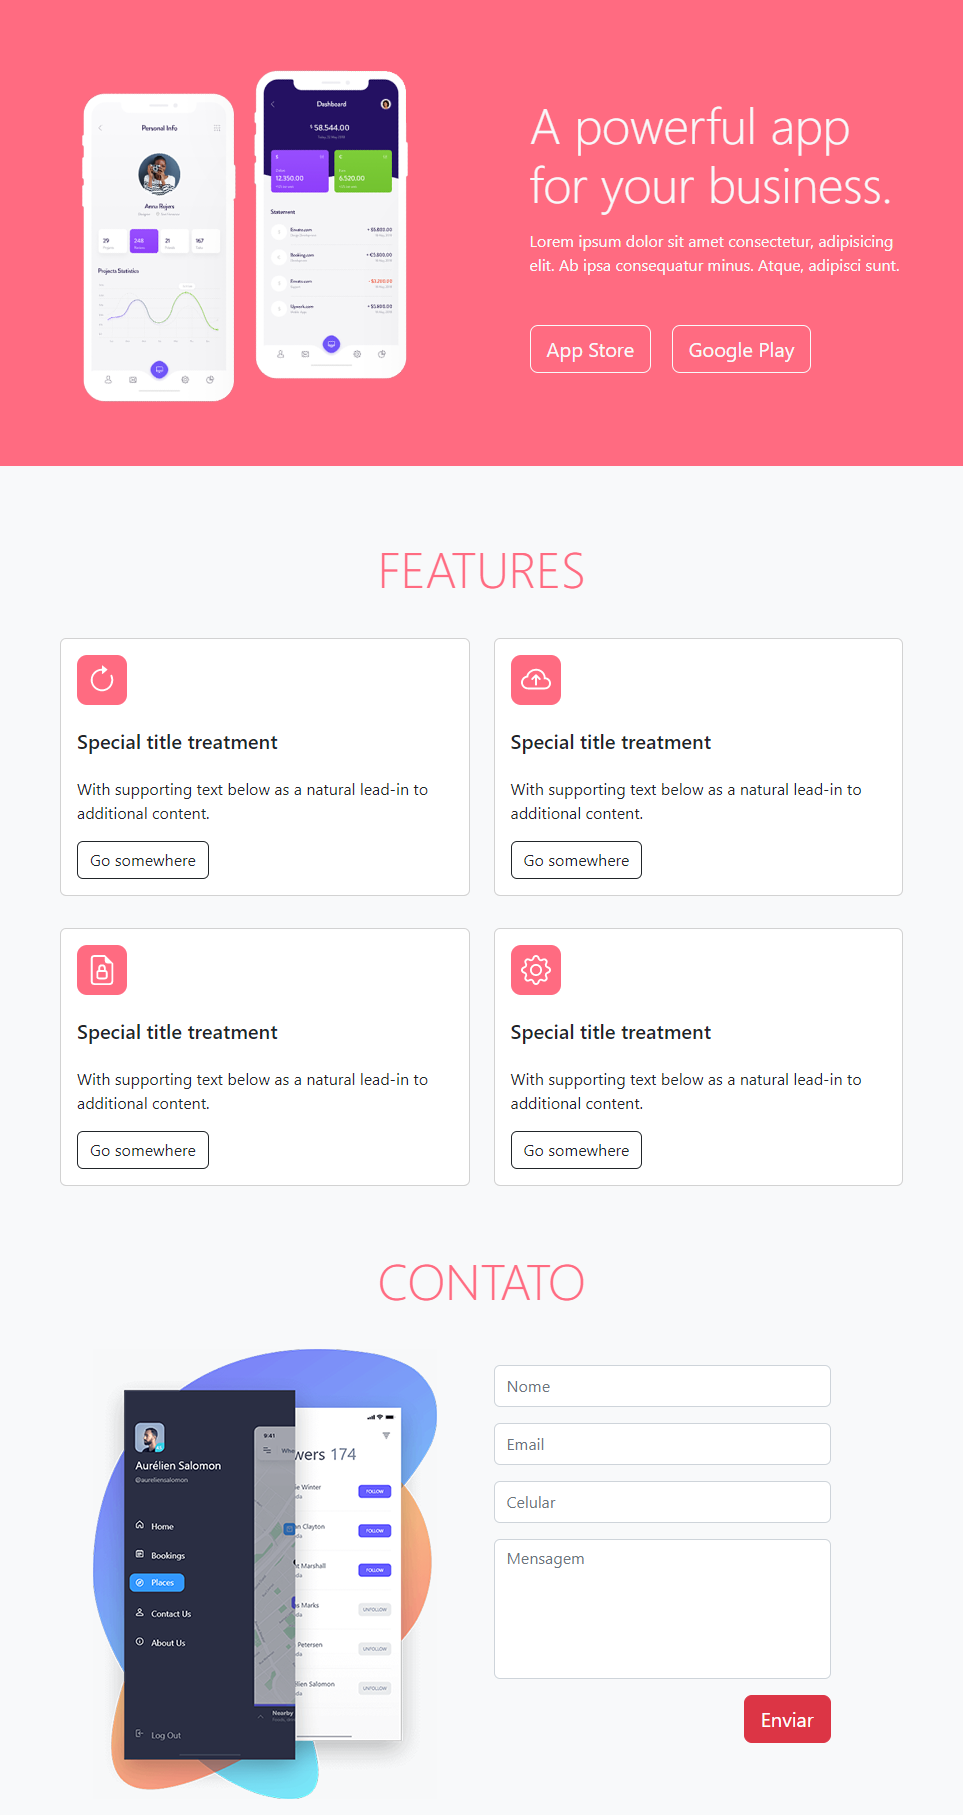 Personal Info
Anna Rojers
29
248
21
167
Projects Statistics
Dashboard
$ 58.544.00
12.350.00
6,520.00
Statement
Envato.com
+ $5,800.00
Booking.com
+ €3,800.00
Envato.com
Upwork.com
+ $5,800.00
A powerful app
for your business.
Lorem ipsum dolor sit amet consectetur, adipisicing
elit. Ab ipsa consequatur minus. Atque, adipisci sunt.
App Store
Google Play
FEATURES
Special title treatment
With supporting text below as a natural lead-in to
additional content.
Go somewhere
Special title treatment
With supporting text below as a natural lead-in to
additional content.
Go somewhere
Special title treatment
With supporting text below as a natural lead-in to
additional content.
Go somewhere
Special title treatment
With supporting text below as a natural lead-in to
additional content.
Go somewhere
CONTATO
Aurélien Salomon
@aureliensalomon
Home
Bookings
Places
Contact Us
About Us
Log Out
9:41
Whe
Nearby
wers 174
e Winter
FOLLOW
n Clayton
FOLLOW
t Marshall
FOLLOW
s Marks
UNFOLLOW
Petersen
UNFOLLOW
lien Salomon
UNFOLLOW
Nome
Email
Celular
Mensagem
Enviar